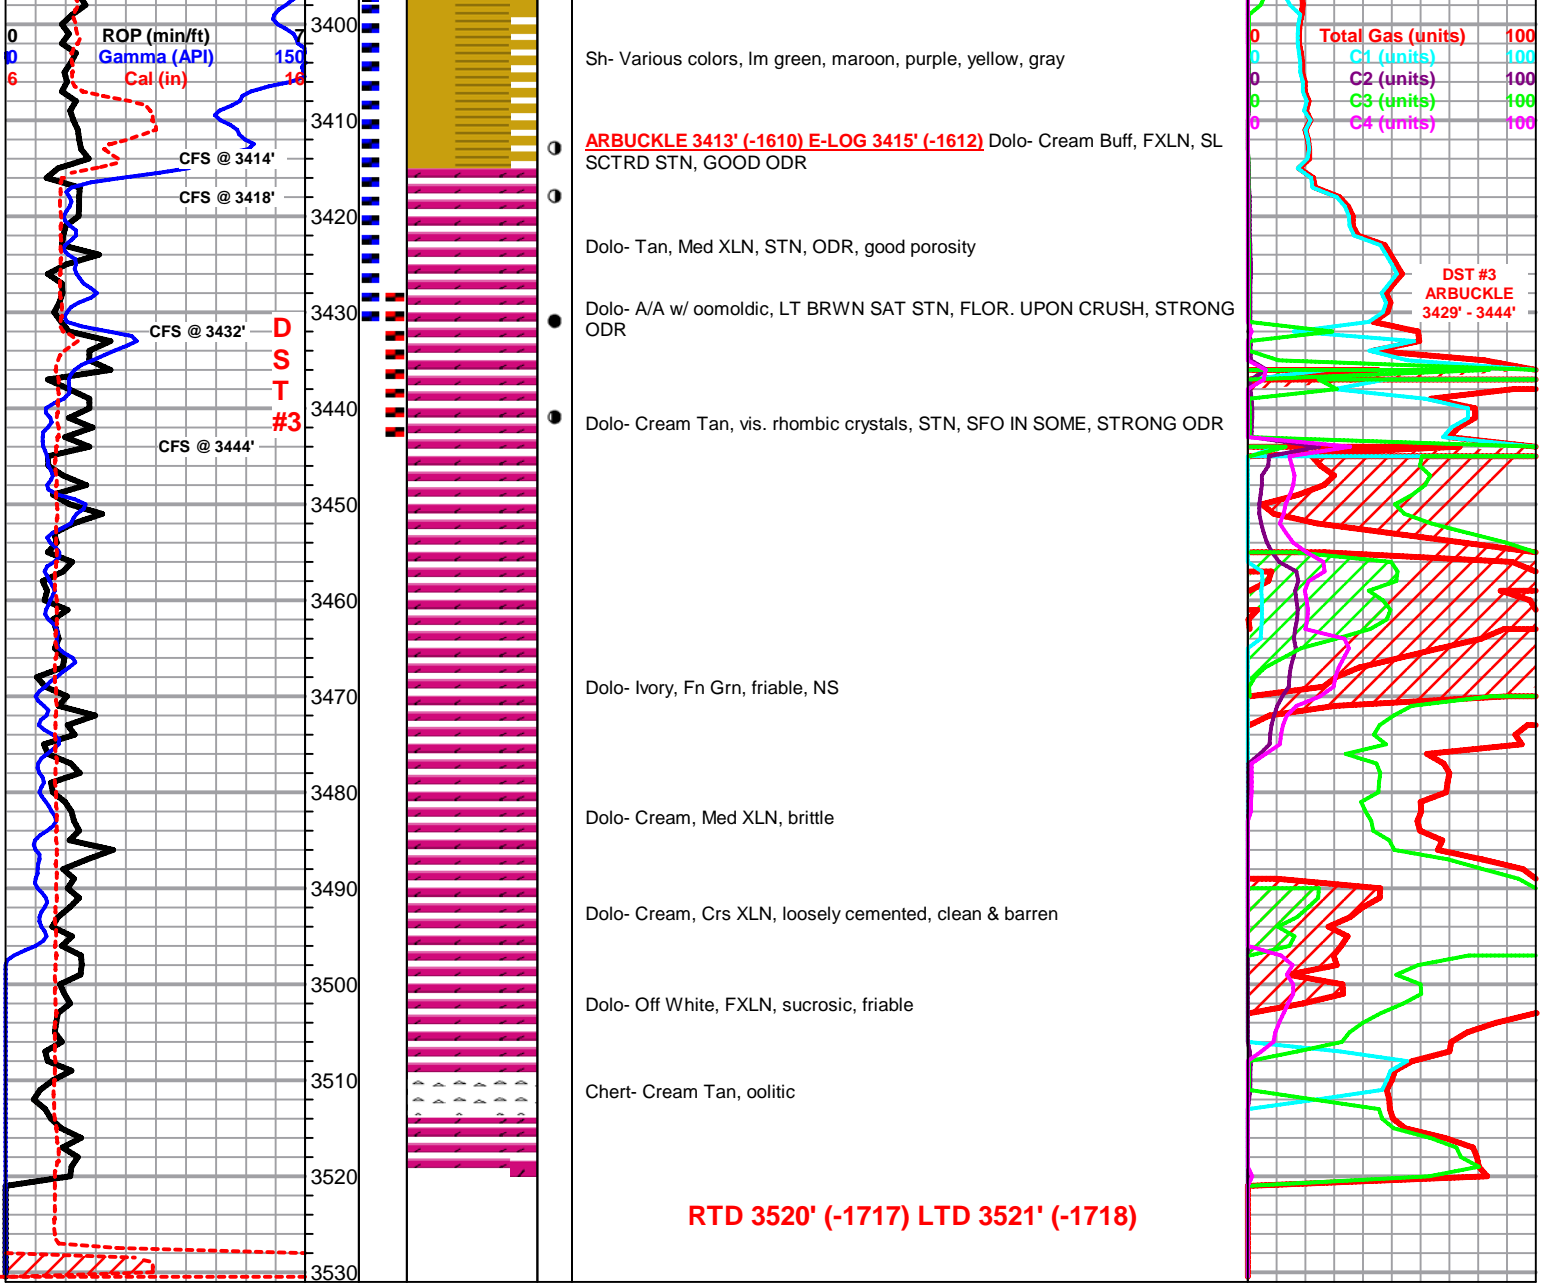 0 ROP (min/ft) 7
0 Gamma (API) 150
6 Cal (in) 16
CFS @ 3414'
CFS @ 3418'
CFS @ 3432'
CFS @ 3444'
D
S
T
#3
3400
3410
3420
3430
3440
3450
3460
3470
3480
3490
3500
3510
3520
3530
Sh- Various colors, lm green, maroon, purple, yellow, gray
ARBUCKLE 3413' (-1610) E-LOG 3415' (-1612) Dolo- Cream Buff, FXLN, SL
SCTRD STN, GOOD ODR
Dolo- Tan, Med XLN, STN, ODR, good porosity
Dolo- A/A w/ oomoldic, LT BRWN SAT STN, FLOR. UPON CRUSH, STRONG
ODR
Dolo- Cream Tan, vis. rhombic crystals, STN, SFO IN SOME, STRONG ODR
Dolo- Ivory, Fn Grn, friable, NS
Dolo- Cream, Med XLN, brittle
Dolo- Cream, Crs XLN, loosely cemented, clean & barren
Dolo- Off White, FXLN, sucrosic, friable
Chert- Cream Tan, oolitic
RTD 3520' (-1717) LTD 3521' (-1718)
0 Total Gas (units) 100
0 C1 (units) 100
0 C2 (units) 100
0 C3 (units) 100
0 C4 (units) 100
DST #3
ARBUCKLE
3429' - 3444'